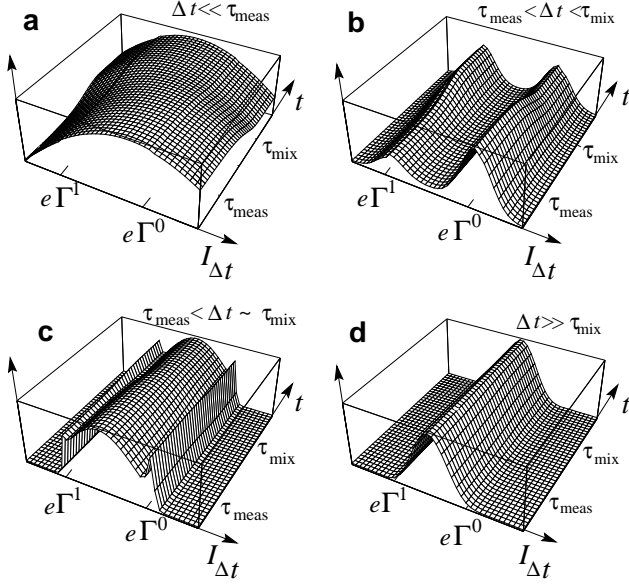 a
Δt<< τmeas
t
τmix
τmeas
eΓ¹
eΓ⁰
IΔt
b
τmeas < Δt < τmix
t
τmix
τmeas
eΓ¹
eΓ⁰
IΔt
c
τmeas < Δt ~ τmix
t
τmix
τmeas
eΓ¹
eΓ⁰
IΔt
d
Δt>> τmix
t
τmix
τmeas
eΓ¹
eΓ⁰
IΔt